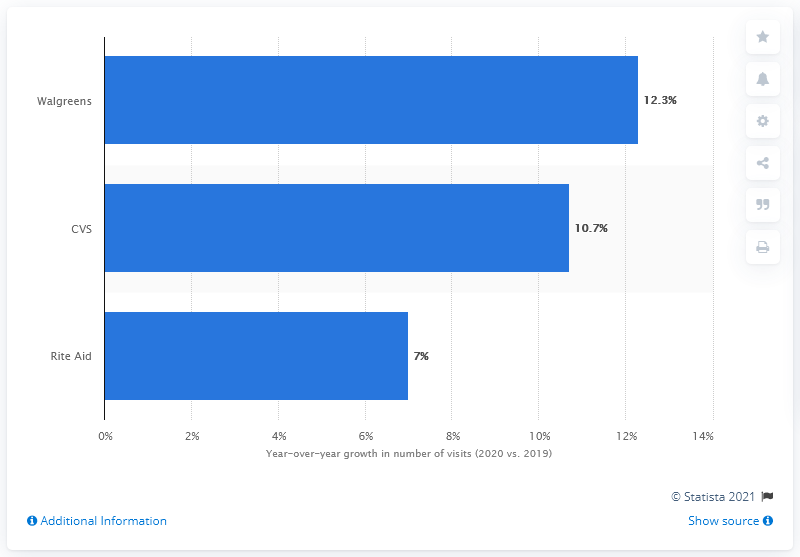 Walgreens
12.3%
CVS
10.7%
Rite Aid
7%
0% 2% 4% 6% 8% 10% 12% 14%
Year-over-year growth in number of visits (2020 vs. 2019)
© Statista 2021
Additional Information
Show source